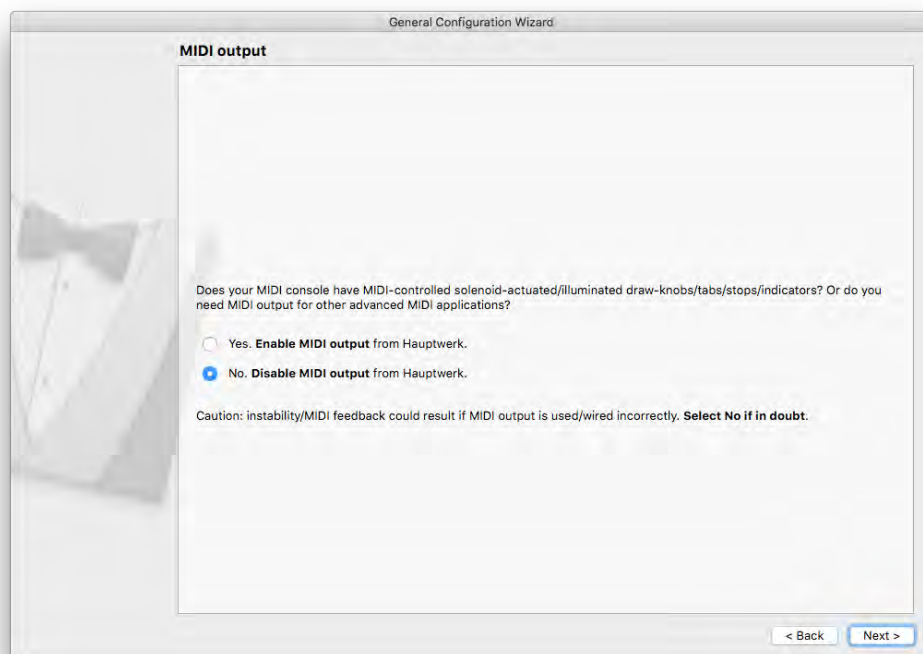 General Configuration Wizard
MIDI output
Does your MIDI console have MIDI-controlled solenoid-actuated/illuminated draw-knobs/tabs/stops/indicators? Or do you
need MIDI output for other advanced MIDI applications?
Yes. Enable MIDI output from Hauptwerk.
No. Disable MIDI output from Hauptwerk.
Caution: instability/MIDI feedback could result if MIDI output is used/wired incorrectly. Select No if in doubt.
< Back
Next >